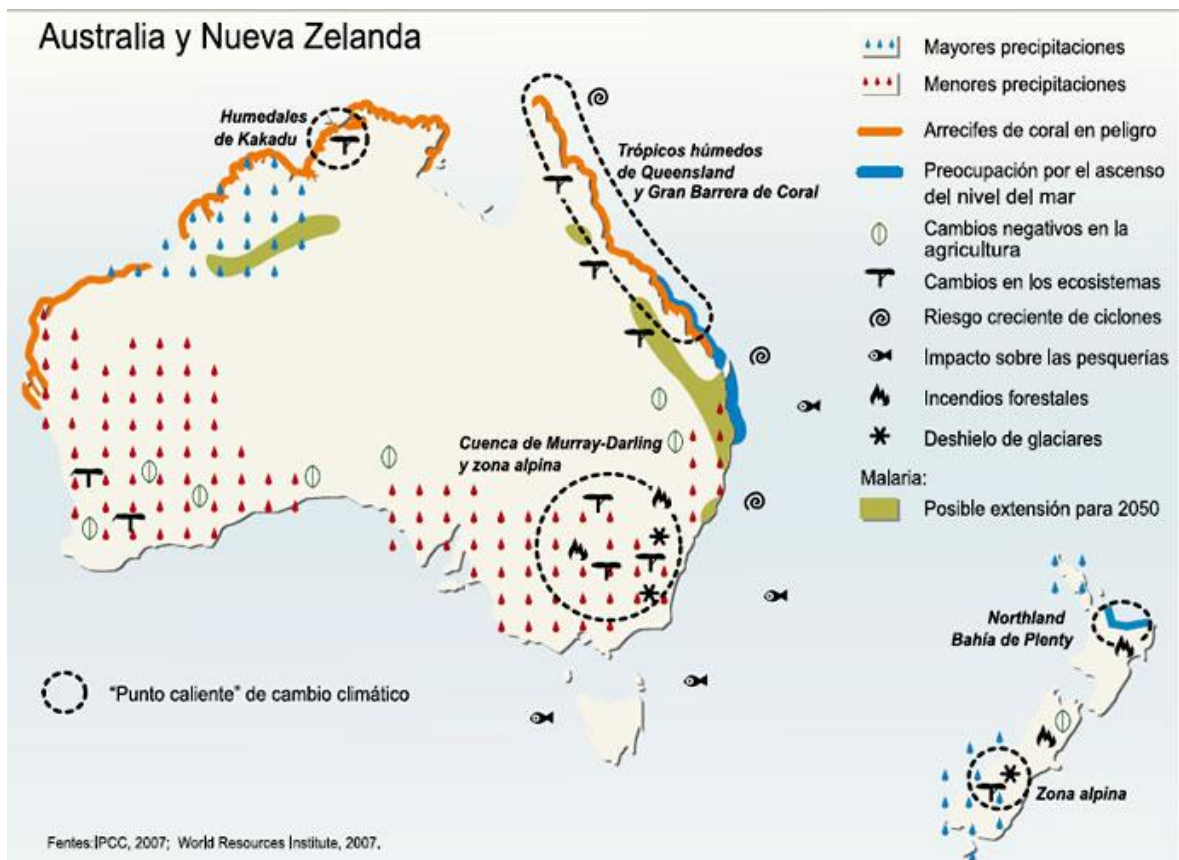 Australia y Nueva Zelanda
Humedales
de Kakadu
Trópicos húmedos
de Queensland
y Gran Barrera de Coral
Cuenca de Murray-Darling
y zona alpina
"Punto caliente" de cambio climático
Mayores precipitaciones
Menores precipitaciones
Arrecifes de coral en peligro
Preocupación por el ascenso
del nivel del mar
Cambios negativos en la
agricultura
Cambios en los ecosistemas
Riesgo creciente de ciclones
Impacto sobre las pesquerías
Incendios forestales
Deshielo de glaciares
Malaria:
Posible extensión para 2050
Northland
Bahía de Plenty
Zona alpina
Fentes:IPCC, 2007; World Resources Institute, 2007.